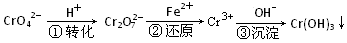 CrO₄²⁻ —H⁺ ①转化→ Cr₂O₇²⁻ —Fe²⁺ ②还原→ Cr³⁺ —OH⁻ ③沉淀→ Cr(OH)₃↓